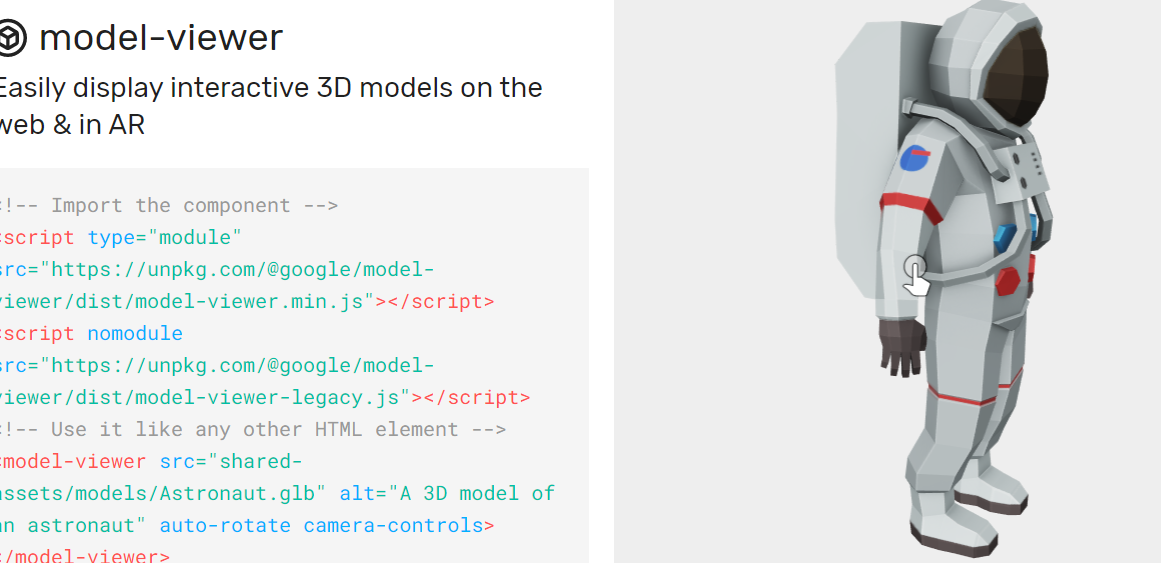 model-viewer
Easily display interactive 3D models on the
web & in AR
<!-- Import the component -->
<script type="module"
src="https://unpkg.com/@google/model-
viewer/dist/model-viewer.min.js"></script>
<script nomodule
src="https://unpkg.com/@google/model-
viewer/dist/model-viewer-legacy.js"></script>
<!-- Use it like any other HTML element -->
<model-viewer src="shared-
assets/models/Astronaut.glb" alt="A 3D model of
an astronaut" auto-rotate camera-controls>
</model-viewer>